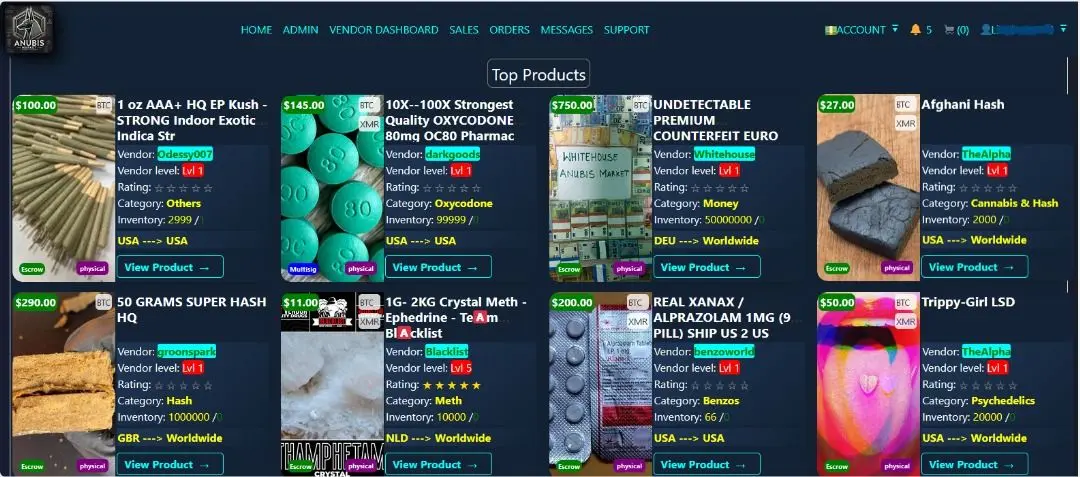 ANUBIS
HOME ADMIN VENDOR DASHBOARD SALES ORDERS MESSAGES SUPPORT
ACCOUNT 5 (0)
Top Products
$100.00 BTC
1 oz AAA+ HQ EP Kush -
STRONG Indoor Exotic
Indica Str
Vendor: Odessy007
Vendor level: Lvl 1
Rating: ☆ ☆ ☆ ☆ ☆
Category: Others
Inventory: 2999 /
USA ---> USA
Escrow physical
View Product →
$145.00 BTC
XMR
10X--100X Strongest
Quality OXYCODONE
80mg OC80 Pharmac
80
80
Vendor: darkgoods
Vendor level: Lvl 1
Rating: ☆ ☆ ☆ ☆ ☆
Category: Oxycodone
Inventory: 99999 /0
USA ---> USA
Multisig physical
View Product →
$750.00 BTC
UNDETECTABLE
PREMIUM
COUNTERFEIT EURO
WHITEHOUSE
ANUBIS MARKET
Vendor: Whitehouse
Vendor level: Lvl 1
Rating: ☆ ☆ ☆ ☆ ☆
Category: Money
Inventory: 50000000 /0
DEU ---> Worldwide
Escrow physical
View Product →
$27.00 BTC
XMR
Afghani Hash
Vendor: TheAlpha
Vendor level: Lvl 1
Rating: ☆ ☆ ☆ ☆ ☆
Category: Cannabis & Hash
Inventory: 2000 /0
USA ---> Worldwide
Escrow physical
View Product →
$290.00 BTC
50 GRAMS SUPER HASH
HQ
Vendor: groonspark
Vendor level: Lvl 1
Rating: ☆ ☆ ☆ ☆ ☆
Category: Hash
Inventory: 1000000 /0
GBR ---> Worldwide
Escrow physical
View Product →
$11.00 BTC
XMR
1G- 2KG Crystal Meth -
Ephedrine - Te🅰m
Bl🅰cklist
Vendor: Blacklist
Vendor level: Lvl 5
Rating: ★ ★ ★ ★ ★
Category: Meth
Inventory: 10000 /0
NLD ---> Worldwide
THAMPHETAM
CRYSTAL
Escrow physical
View Product →
$200.00 BTC
XMR
REAL XANAX /
ALPRAZOLAM 1MG (9
PILL) SHIP US 2 US
Vendor: benzoworld
Vendor level: Lvl 1
Rating: ☆ ☆ ☆ ☆ ☆
Category: Benzos
Inventory: 66 /0
USA ---> USA
Escrow physical
View Product →
$50.00 BTC
XMR
Trippy-Girl LSD
Vendor: TheAlpha
Vendor level: Lvl 1
Rating: ☆ ☆ ☆ ☆ ☆
Category: Psychedelics
Inventory: 20000 /0
USA ---> Worldwide
Escrow physical
View Product →